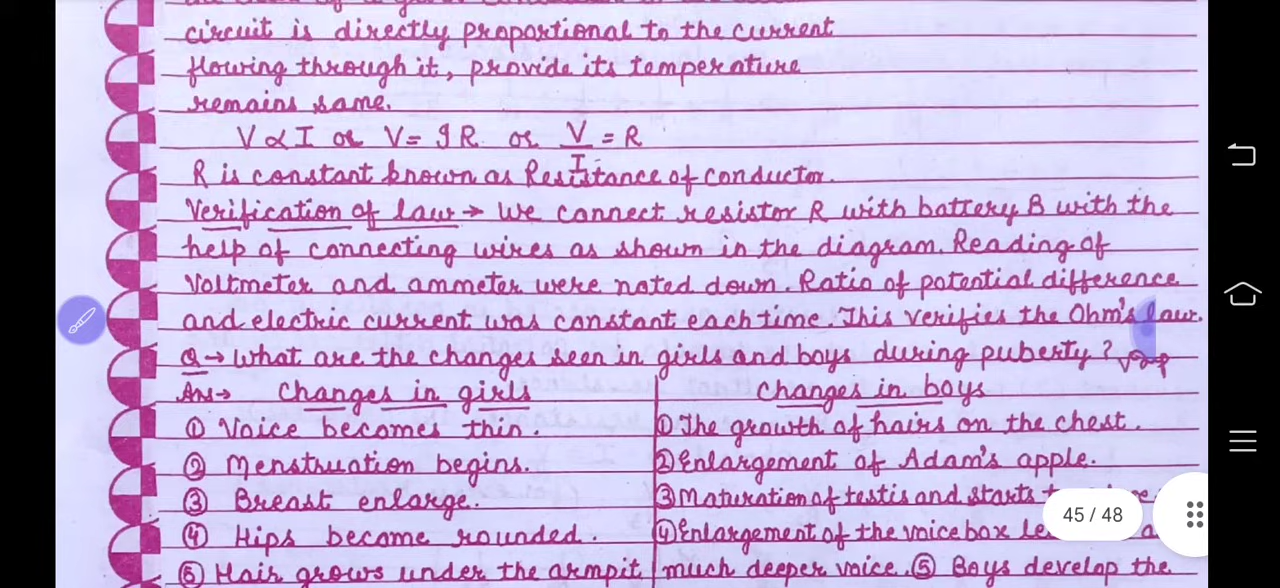 circuit is directly proportional to the current
flowing through it, provide its temperature
remains same.
V ∝ I or V = IR or V/I = R
R is constant known as Resistance of conductor.
Verification of law → We connect resistor R with battery B with the
help of connecting wires as shown in the diagram. Reading of
Voltmeter and ammeter were noted down. Ratio of potential difference
and electric current was constant each time. This verifies the Ohm's law.
Q → What are the changes seen in girls and boys during puberty?
Ans → Changes in girls
Changes in boys
① Voice becomes thin.
① The growth of hairs on the chest.
② Menstruation begins.
② Enlargement of Adam's apple.
③ Breast enlarge.
③ Maturation of testis and starts
④ Hips become rounded.
④ Enlargement of the voice box
⑤ Hair grows under the armpit
much deeper voice. ⑤ Boys develop the
45 / 48